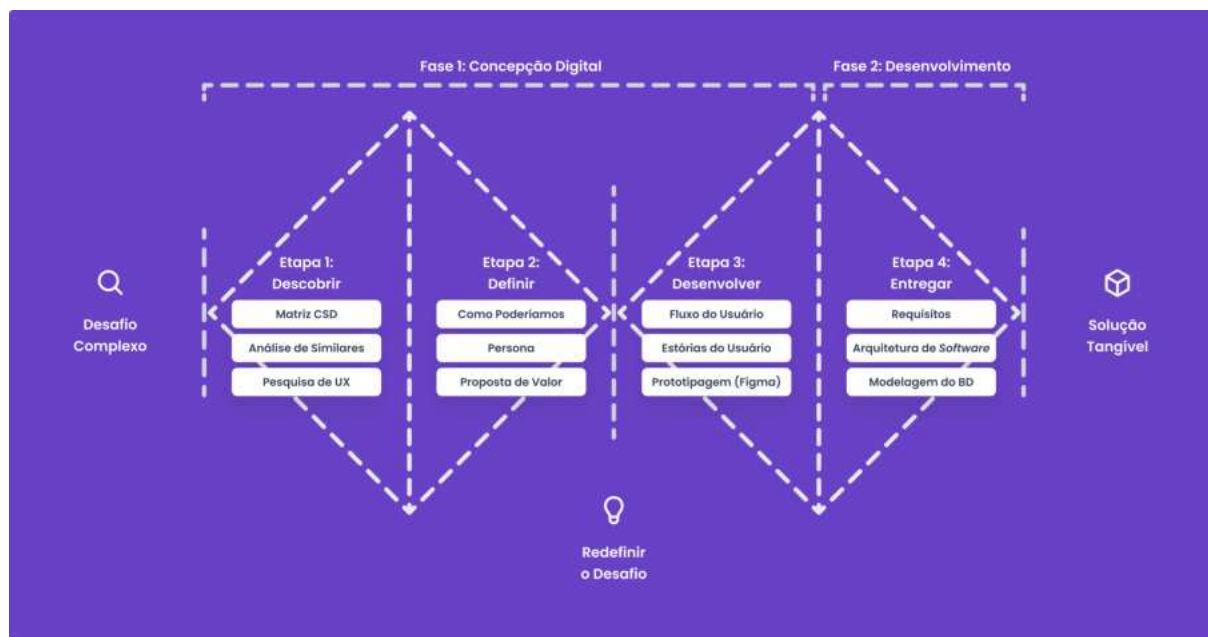 Fase 1: Concepção Digital
Fase 2: Desenvolvimento
Desafio
Complexo
Etapa 1:
Descobrir
Matriz CSD
Análise de Similares
Pesquisa de UX
Etapa 2:
Definir
Como Poderíamos
Persona
Proposta de Valor
Etapa 3:
Desenvolver
Fluxo do Usuário
Estórias do Usuário
Prototipagem (Figma)
Etapa 4:
Entregar
Requisitos
Arquitetura de Software
Modelagem do BD
Solução
Tangível
Redefinir
o Desafio